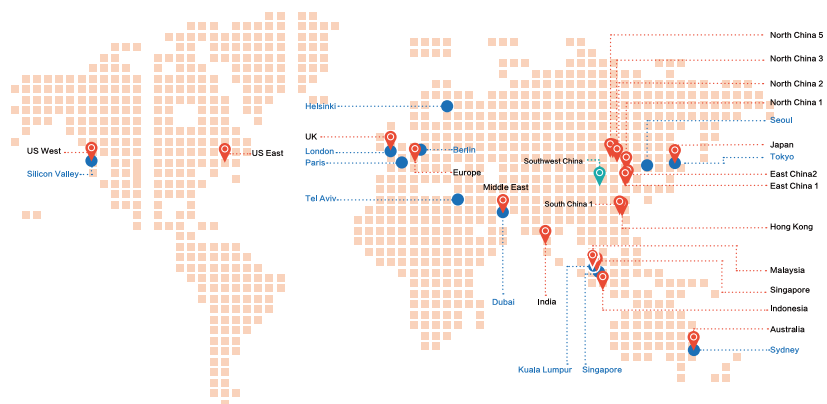 North China 5
North China 3
North China 2
North China 1
Helsinki
Seoul
UK
US West
London
Berlin
US East
Japan
Paris
Southwest China
Tokyo
Silicon Valley
Europe
East China2
Middle East
East China 1
Tel Aviv
South China 1
Hong Kong
Malaysia
Singapore
Dubai
India
Indonesia
Australia
Sydney
Kuala Lumpur
Singapore